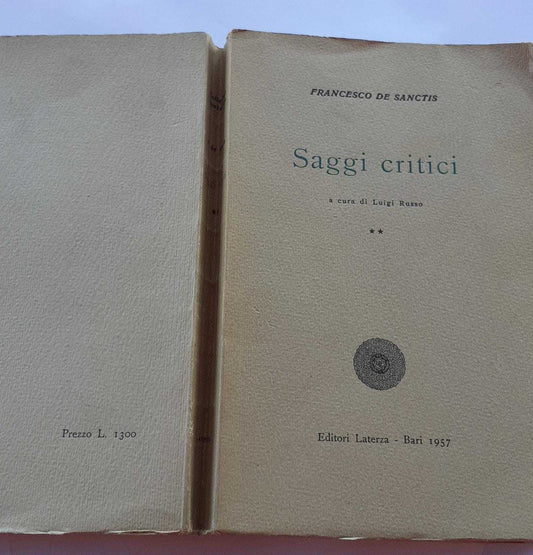 FRANCESCO DE SANCTIS
Saggi critici
a cura di Luigi Russo
**
Editori Laterza - Bari 1957
Prezzo L. 1300